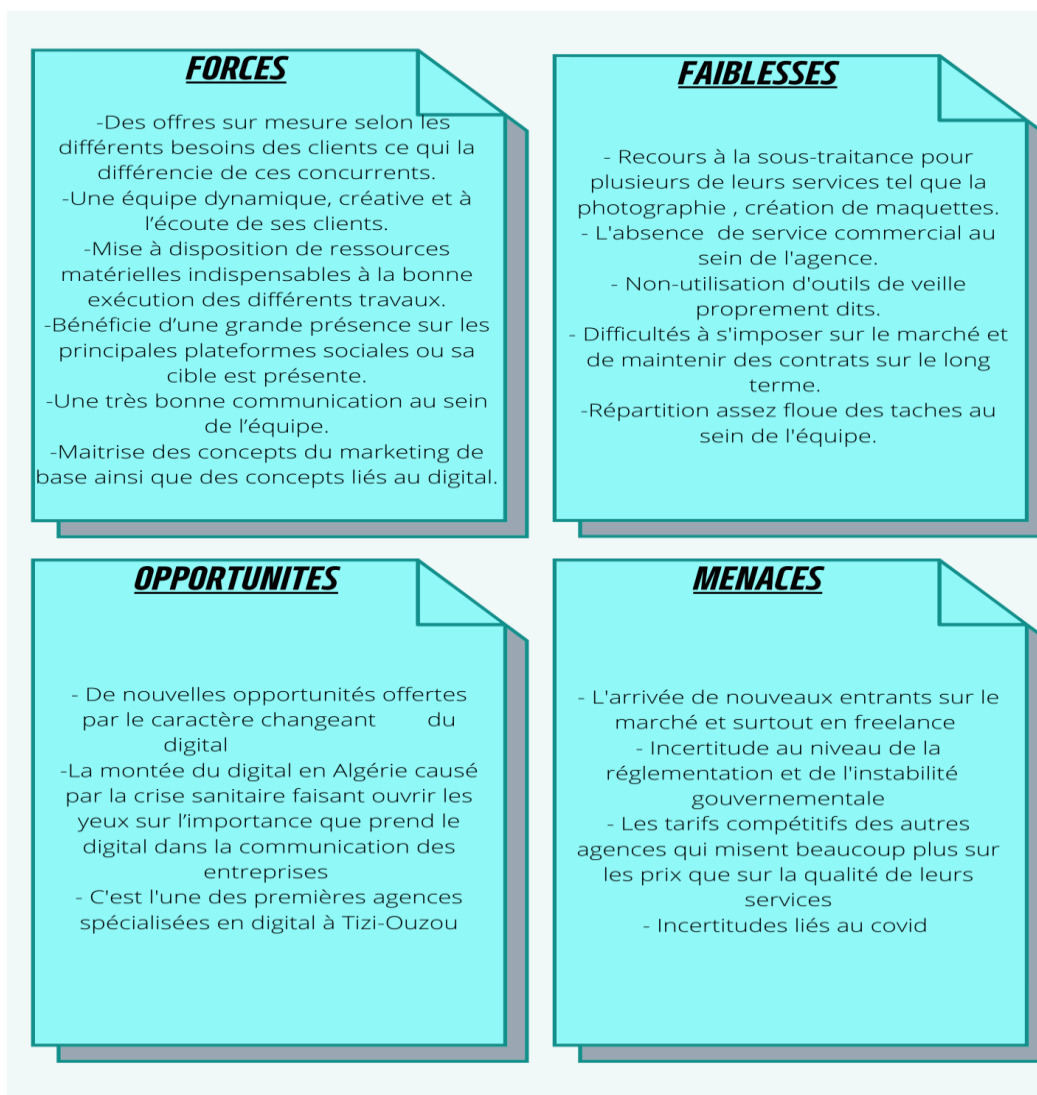 FORCES
-Des offres sur mesure selon les
différents besoins des clients ce qui la
différencie de ces concurrents.
-Une équipe dynamique, créative et à
l’écoute de ses clients.
-Mise à disposition de ressources
matérielles indispensables à la bonne
exécution des différents travaux.
-Bénéficie d’une grande présence sur les
principales plateformes sociales ou sa
cible est présente.
-Une très bonne communication au sein
de l’équipe.
-Maitrise des concepts du marketing de
base ainsi que des concepts liés au digital.
FAIBLESSES
- Recours à la sous-traitance pour
plusieurs de leurs services tel que la
photographie , création de maquettes.
- L'absence  de service commercial au
sein de l'agence.
- Non-utilisation d'outils de veille
proprement dits.
- Difficultés à s'imposer sur le marché et
de maintenir des contrats sur le long
terme.
-Répartition assez floue des taches au
sein de l'équipe.
OPPORTUNITES
- De nouvelles opportunités offertes
par le caractère changeant du
digital
-La montée du digital en Algérie causé
par la crise sanitaire faisant ouvrir les
yeux sur l’importance que prend le
digital dans la communication des
entreprises
- C'est l'une des premières agences
spécialisées en digital à Tizi-Ouzou
MENACES
- L'arrivée de nouveaux entrants sur le
marché et surtout en freelance
- Incertitude au niveau de la
réglementation et de l'instabilité
gouvernementale
- Les tarifs compétitifs des autres
agences qui misent beaucoup plus sur
les prix que sur la qualité de leurs
services
- Incertitudes liés au covid